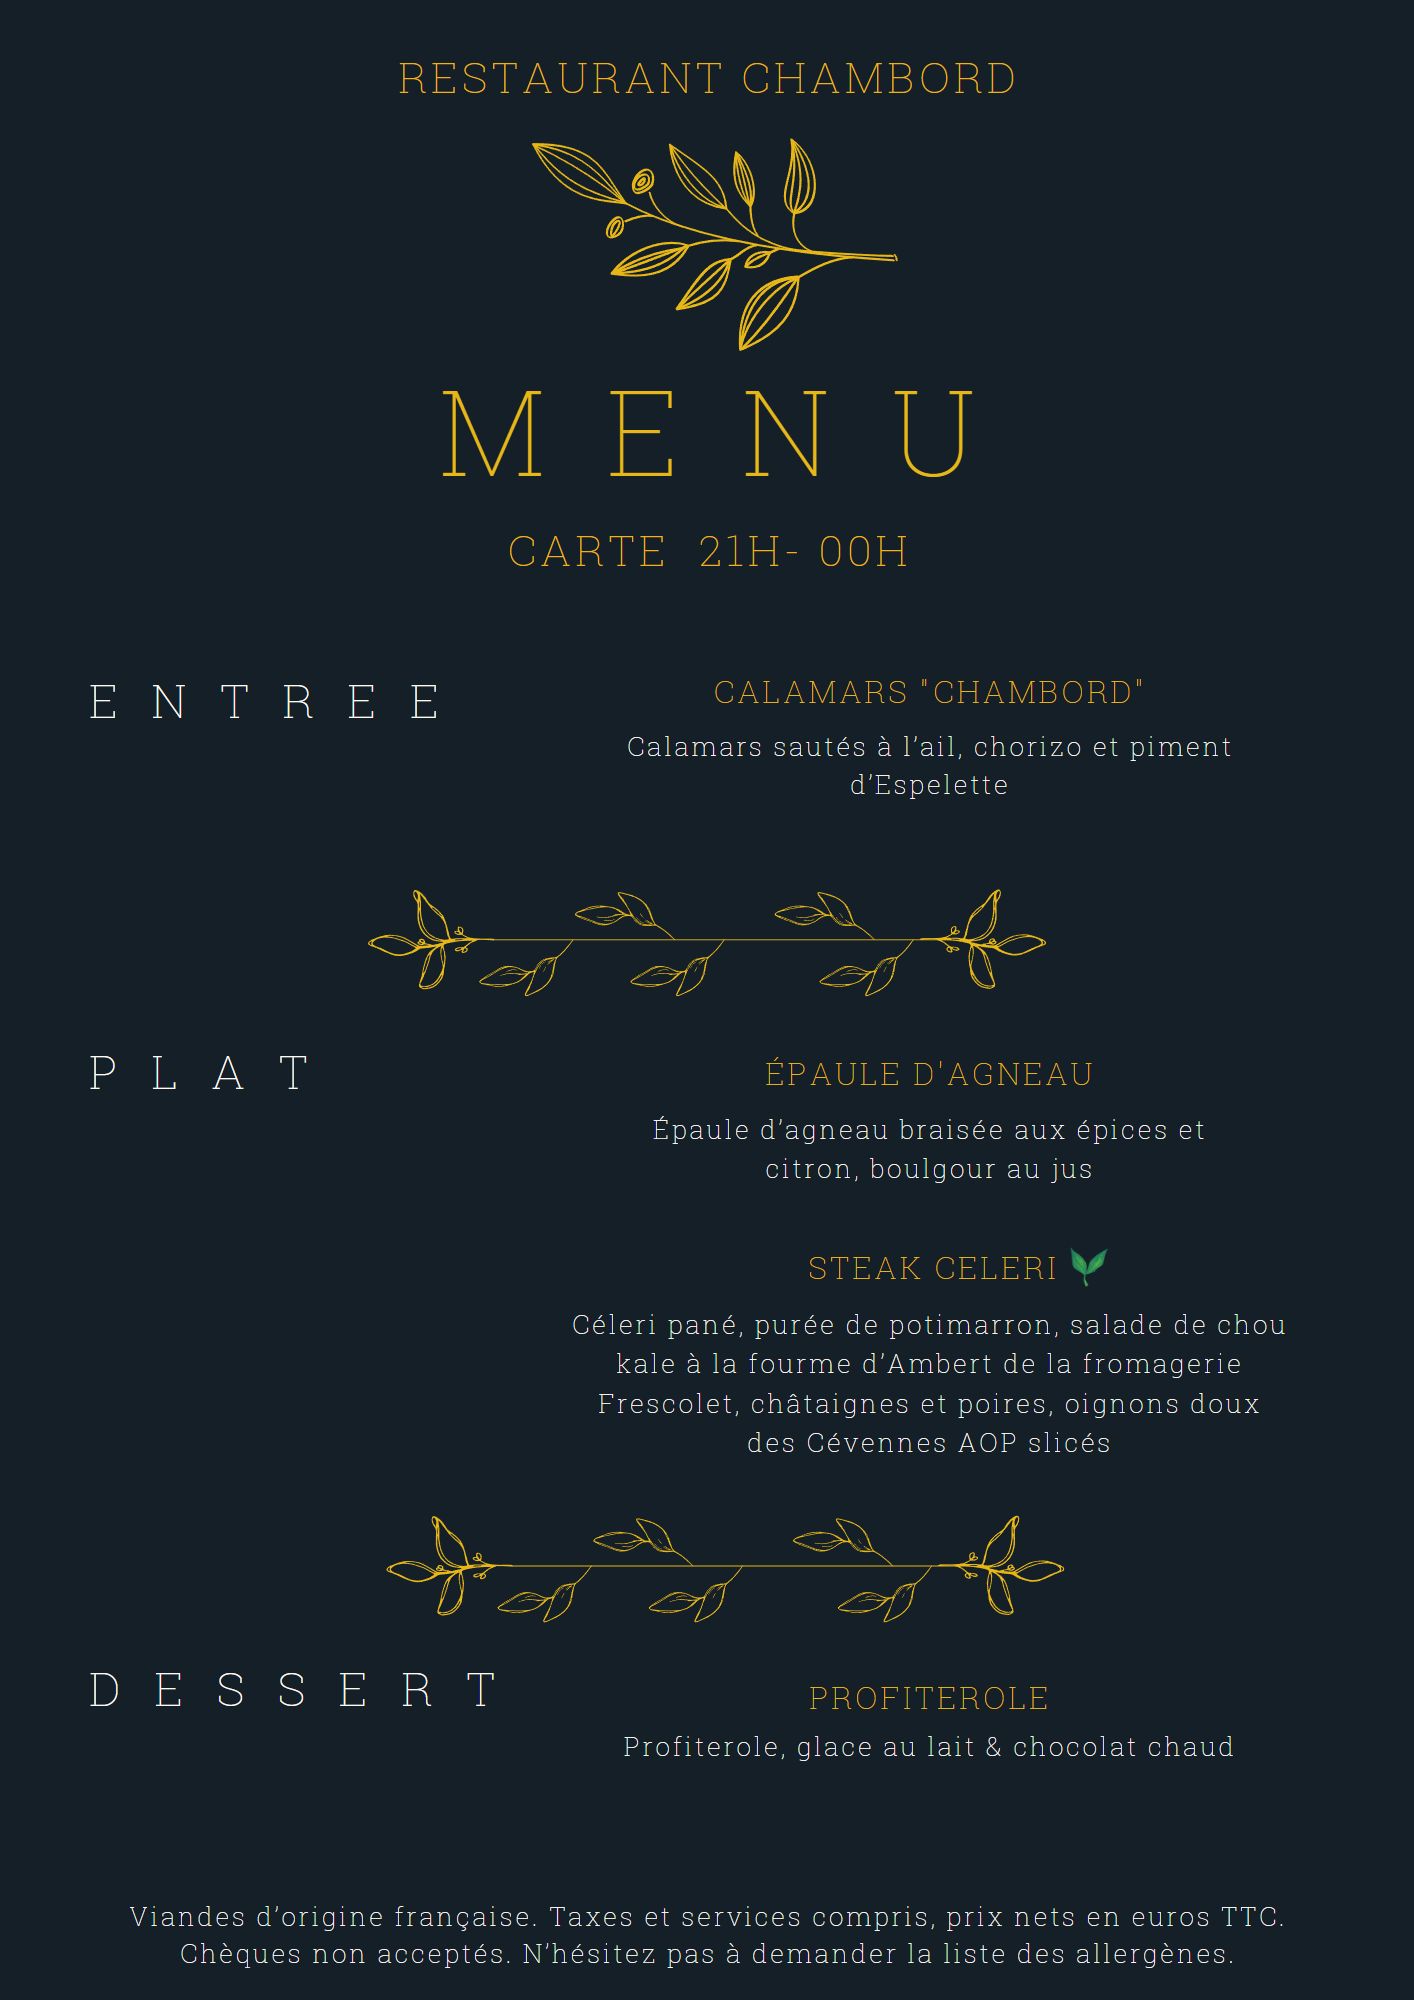 RESTAURANT CHAMBORD
MENU
CARTE 21H- 00H
ENTREE
CALAMARS "CHAMBORD"
Calamars sautés à l’ail, chorizo et piment
d’Espelette
PLAT
ÉPAULE D'AGNEAU
Épaule d’agneau braisée aux épices et
citron, boulgour au jus
STEAK CELERI
Céleri pané, purée de potimarron, salade de chou
kale à la fourme d’Ambert de la fromagerie
Frescolet, châtaignes et poires, oignons doux
des Cévennes AOP slicés
DESSERT
PROFITEROLE
Profiterole, glace au lait & chocolat chaud
Viandes d’origine française. Taxes et services compris, prix nets en euros TTC.
Chèques non acceptés. N’hésitez pas à demander la liste des allergènes.